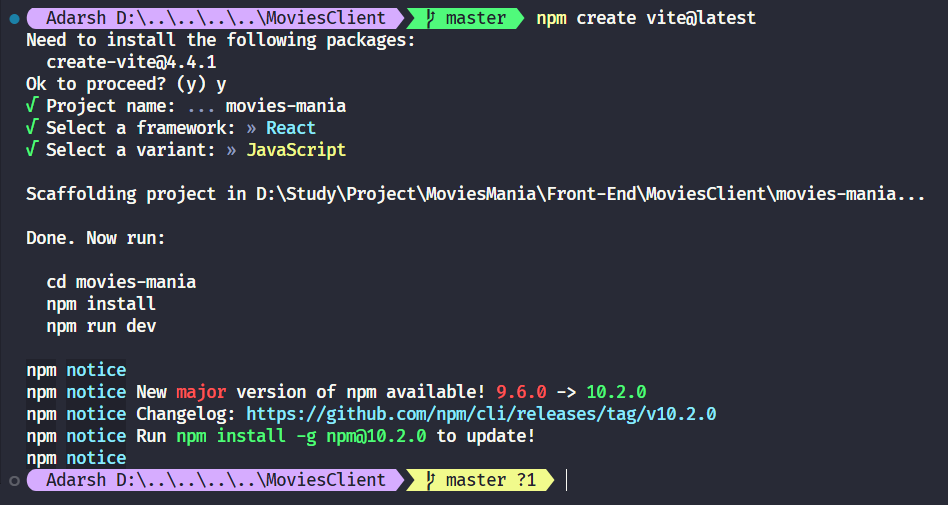 Adarsh D:\..\..\..\..\MoviesClient master npm create vite@latest
Need to install the following packages:
create-vite@4.4.1
Ok to proceed? (y) y
√ Project name: ... movies-mania
√ Select a framework: » React
√ Select a variant: » JavaScript
Scaffolding project in D:\Study\Project\MoviesMania\Front-End\MoviesClient\movies-mania...
Done. Now run:
cd movies-mania
npm install
npm run dev
npm notice
npm notice New major version of npm available! 9.6.0 -> 10.2.0
npm notice Changelog: https://github.com/npm/cli/releases/tag/v10.2.0
npm notice Run npm install -g npm@10.2.0 to update!
npm notice
Adarsh D:\..\..\..\..\MoviesClient master ?1